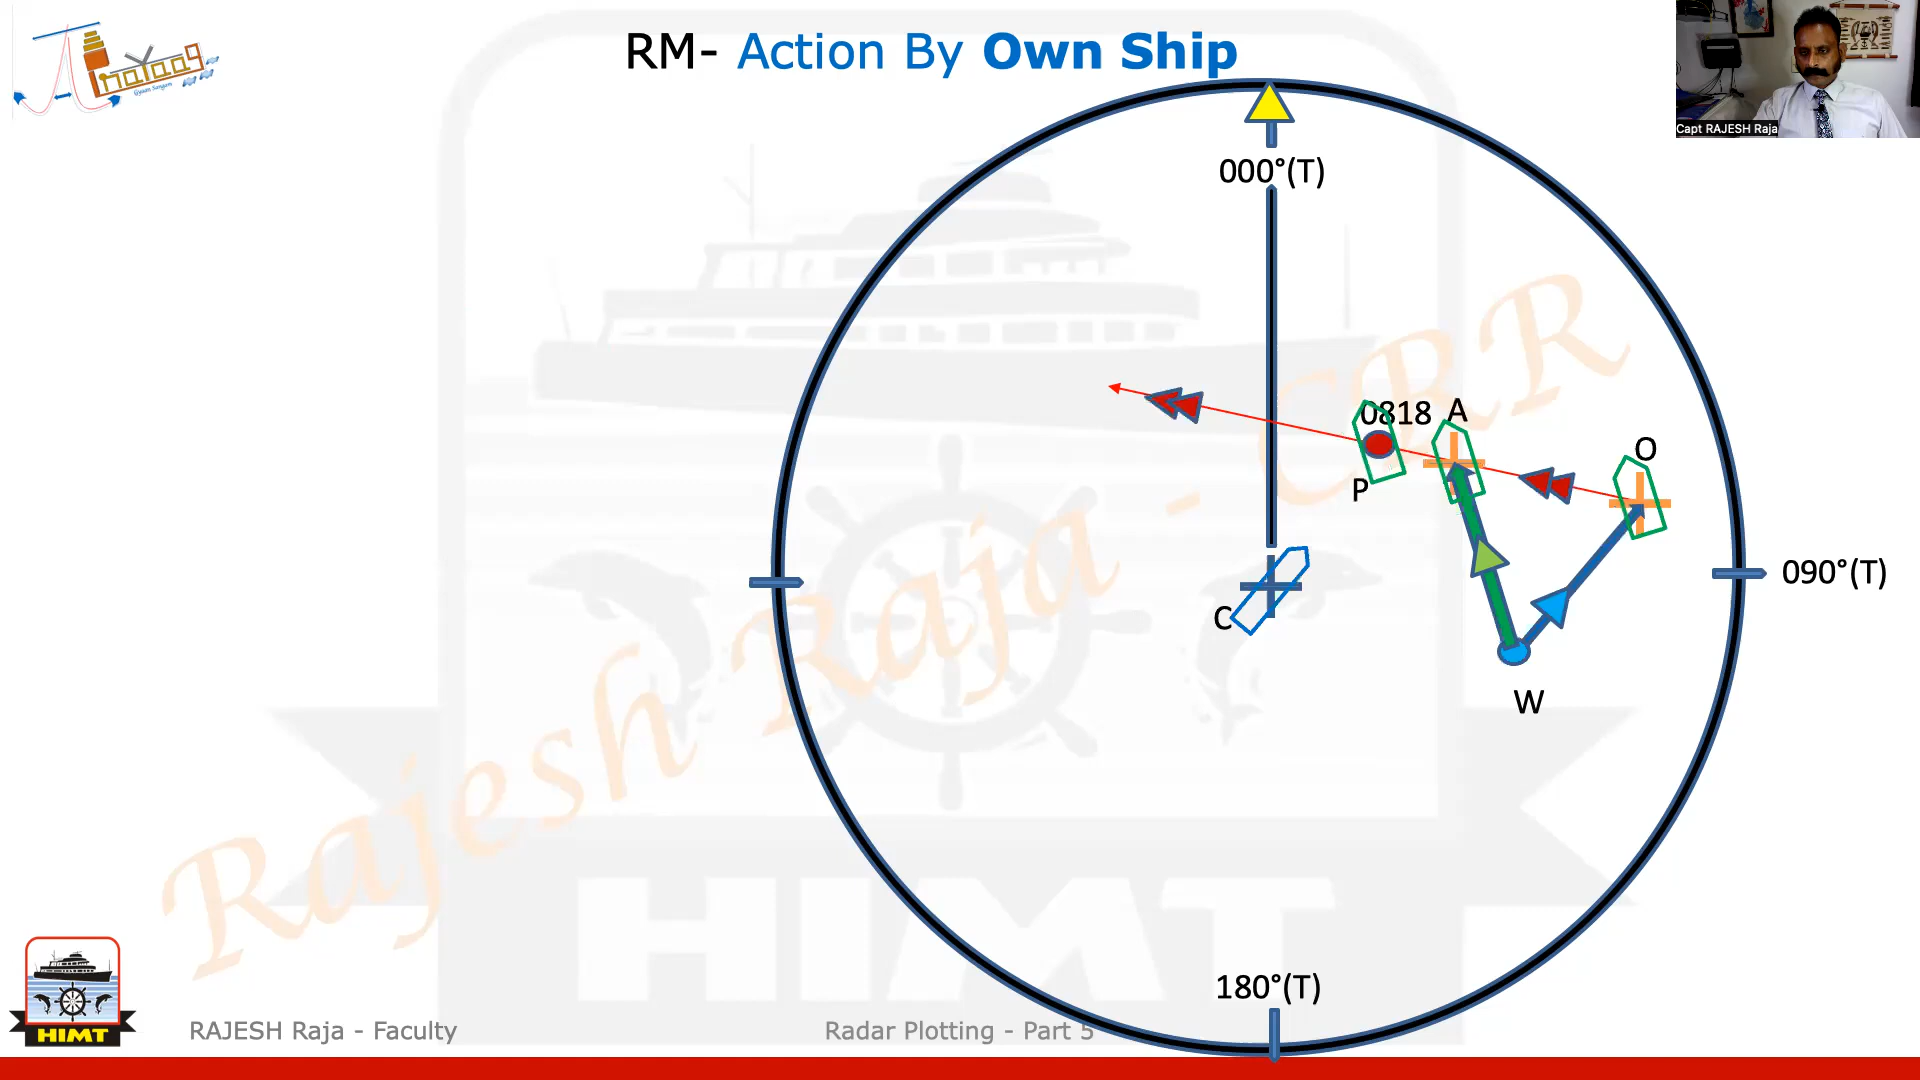 RM- Action By Own Ship
Capt RAJESH Raja
000°(T)
0818
A
O
P
090°(T)
C
W
Rajesh Raja - CRR
HIMT
180°(T)
HIMT
RAJESH Raja - Faculty
Radar Plotting - Part 5